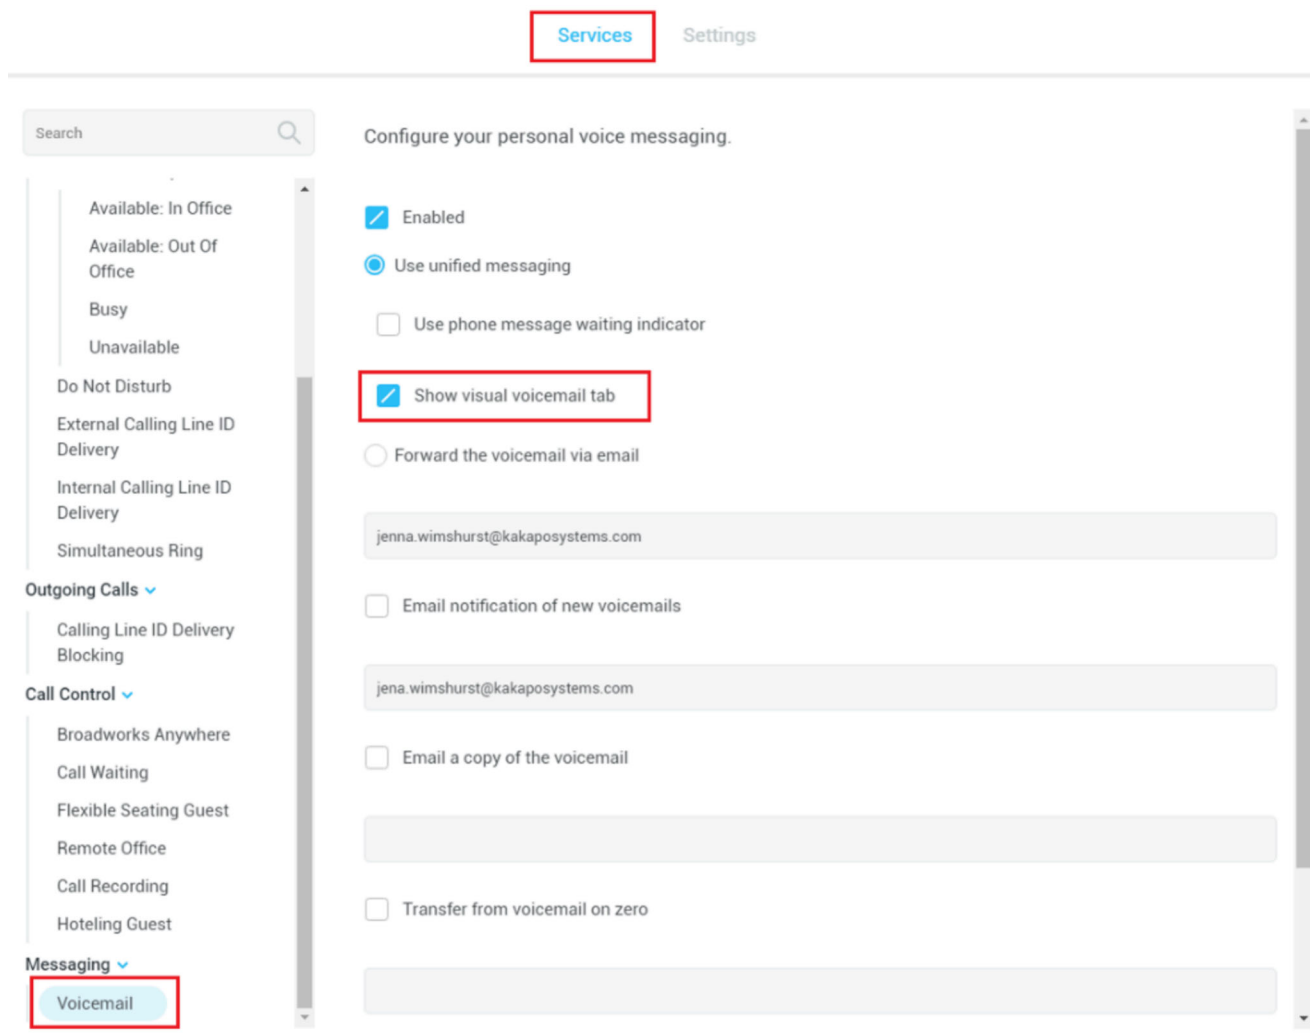 Services
Settings
Search
Available: In Office
Available: Out Of
Office
Busy
Unavailable
Do Not Disturb
External Calling Line ID
Delivery
Internal Calling Line ID
Delivery
Simultaneous Ring
Outgoing Calls
Calling Line ID Delivery
Blocking
Call Control
Broadworks Anywhere
Call Waiting
Flexible Seating Guest
Remote Office
Call Recording
Hoteling Guest
Messaging
Voicemail
Configure your personal voice messaging.
Enabled
Use unified messaging
Use phone message waiting indicator
Show visual voicemail tab
Forward the voicemail via email
jenna.wimshurst@kakaposystems.com
Email notification of new voicemails
jena.wimshurst@kakaposystems.com
Email a copy of the voicemail
Transfer from voicemail on zero